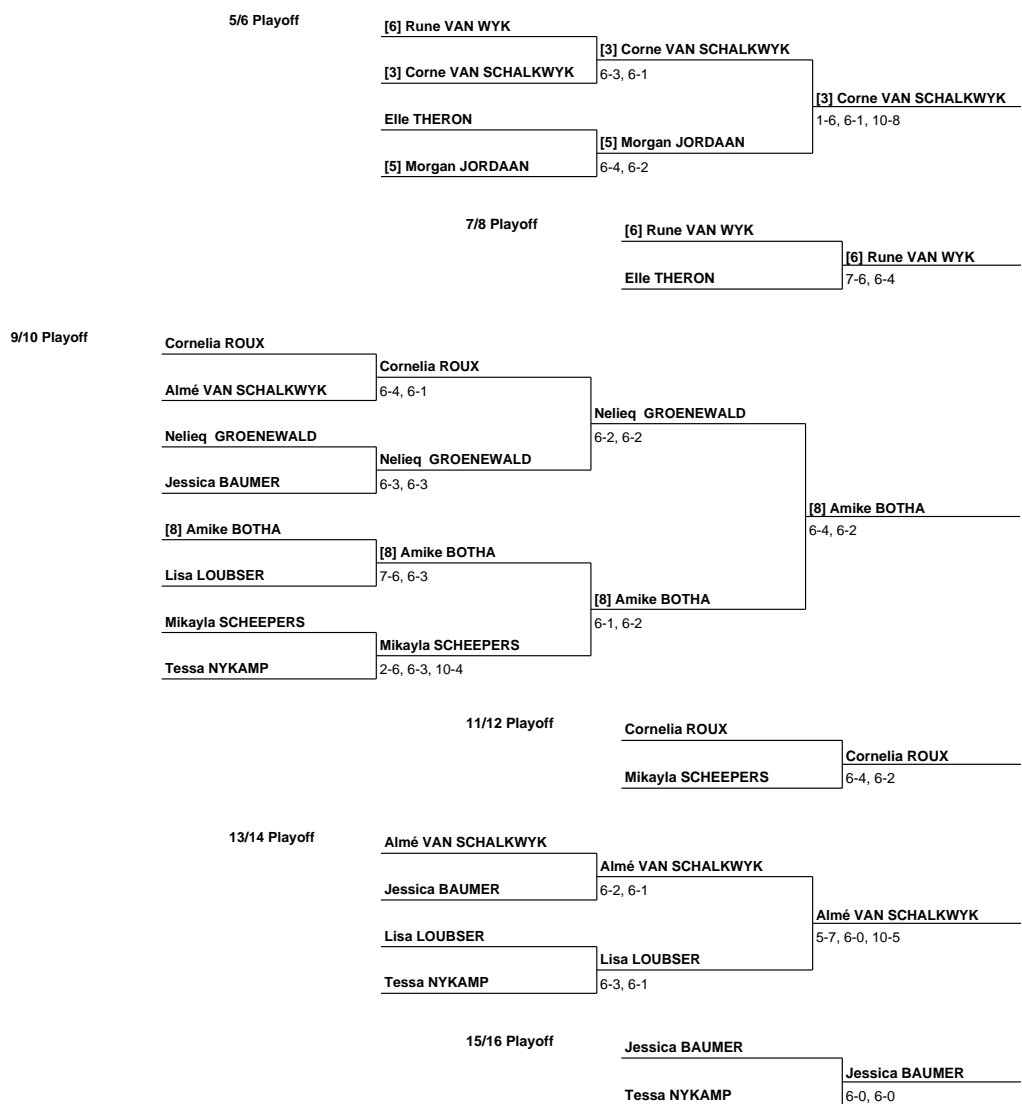 5/6 Playoff
[6] Rune VAN WYK
[3] Corne VAN SCHALKWYK
[3] Corne VAN SCHALKWYK
6-3, 6-1
[3] Corne VAN SCHALKWYK
1-6, 6-1, 10-8
Elle THERON
[5] Morgan JORDAAN
[5] Morgan JORDAAN
6-4, 6-2
7/8 Playoff
[6] Rune VAN WYK
[6] Rune VAN WYK
Elle THERON
7-6, 6-4
9/10 Playoff
Cornelia ROUX
Cornelia ROUX
Almé VAN SCHALKWYK
6-4, 6-1
Nelieq  GROENEWALD
6-2, 6-2
Nelieq  GROENEWALD
Nelieq  GROENEWALD
Jessica BAUMER
6-3, 6-3
[8] Amike BOTHA
6-4, 6-2
[8] Amike BOTHA
[8] Amike BOTHA
Lisa LOUBSER
7-6, 6-3
[8] Amike BOTHA
6-1, 6-2
Mikayla SCHEEPERS
Mikayla SCHEEPERS
Tessa NYKAMP
2-6, 6-3, 10-4
11/12 Playoff
Cornelia ROUX
Cornelia ROUX
Mikayla SCHEEPERS
6-4, 6-2
13/14 Playoff
Almé VAN SCHALKWYK
Almé VAN SCHALKWYK
Jessica BAUMER
6-2, 6-1
Almé VAN SCHALKWYK
5-7, 6-0, 10-5
Lisa LOUBSER
Lisa LOUBSER
Tessa NYKAMP
6-3, 6-1
15/16 Playoff
Jessica BAUMER
Jessica BAUMER
Tessa NYKAMP
6-0, 6-0